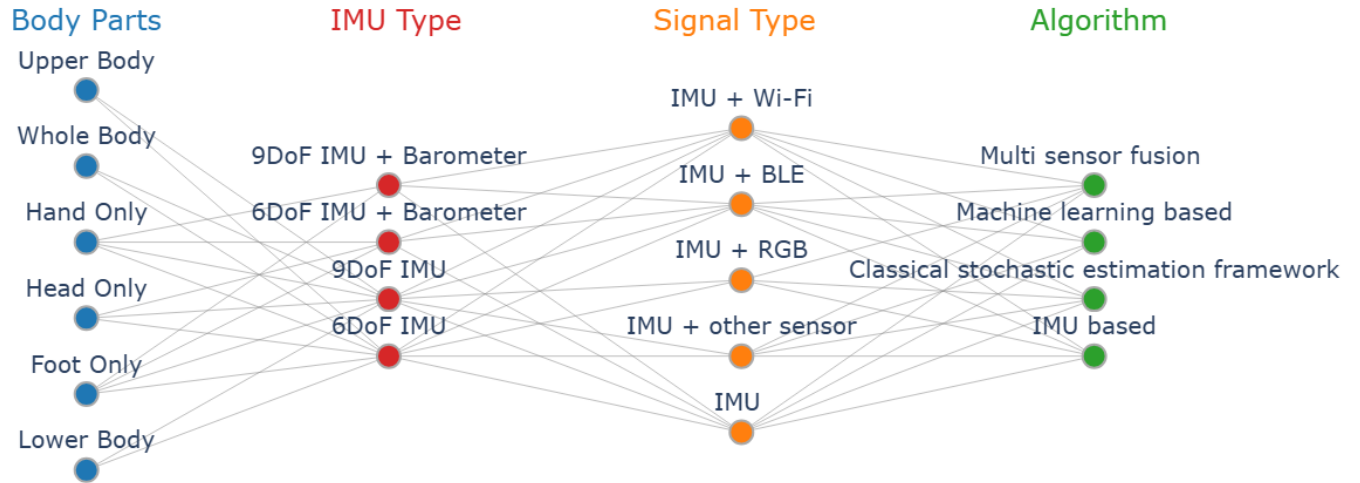 Body Parts
IMU Type
Signal Type
Algorithm
Upper Body
Whole Body
Hand Only
Head Only
Foot Only
Lower Body
9DoF IMU + Barometer
6DoF IMU + Barometer
9DoF IMU
6DoF IMU
IMU + Wi-Fi
IMU + BLE
IMU + RGB
IMU + other sensor
IMU
Multi sensor fusion
Machine learning based
Classical stochastic estimation framework
IMU based